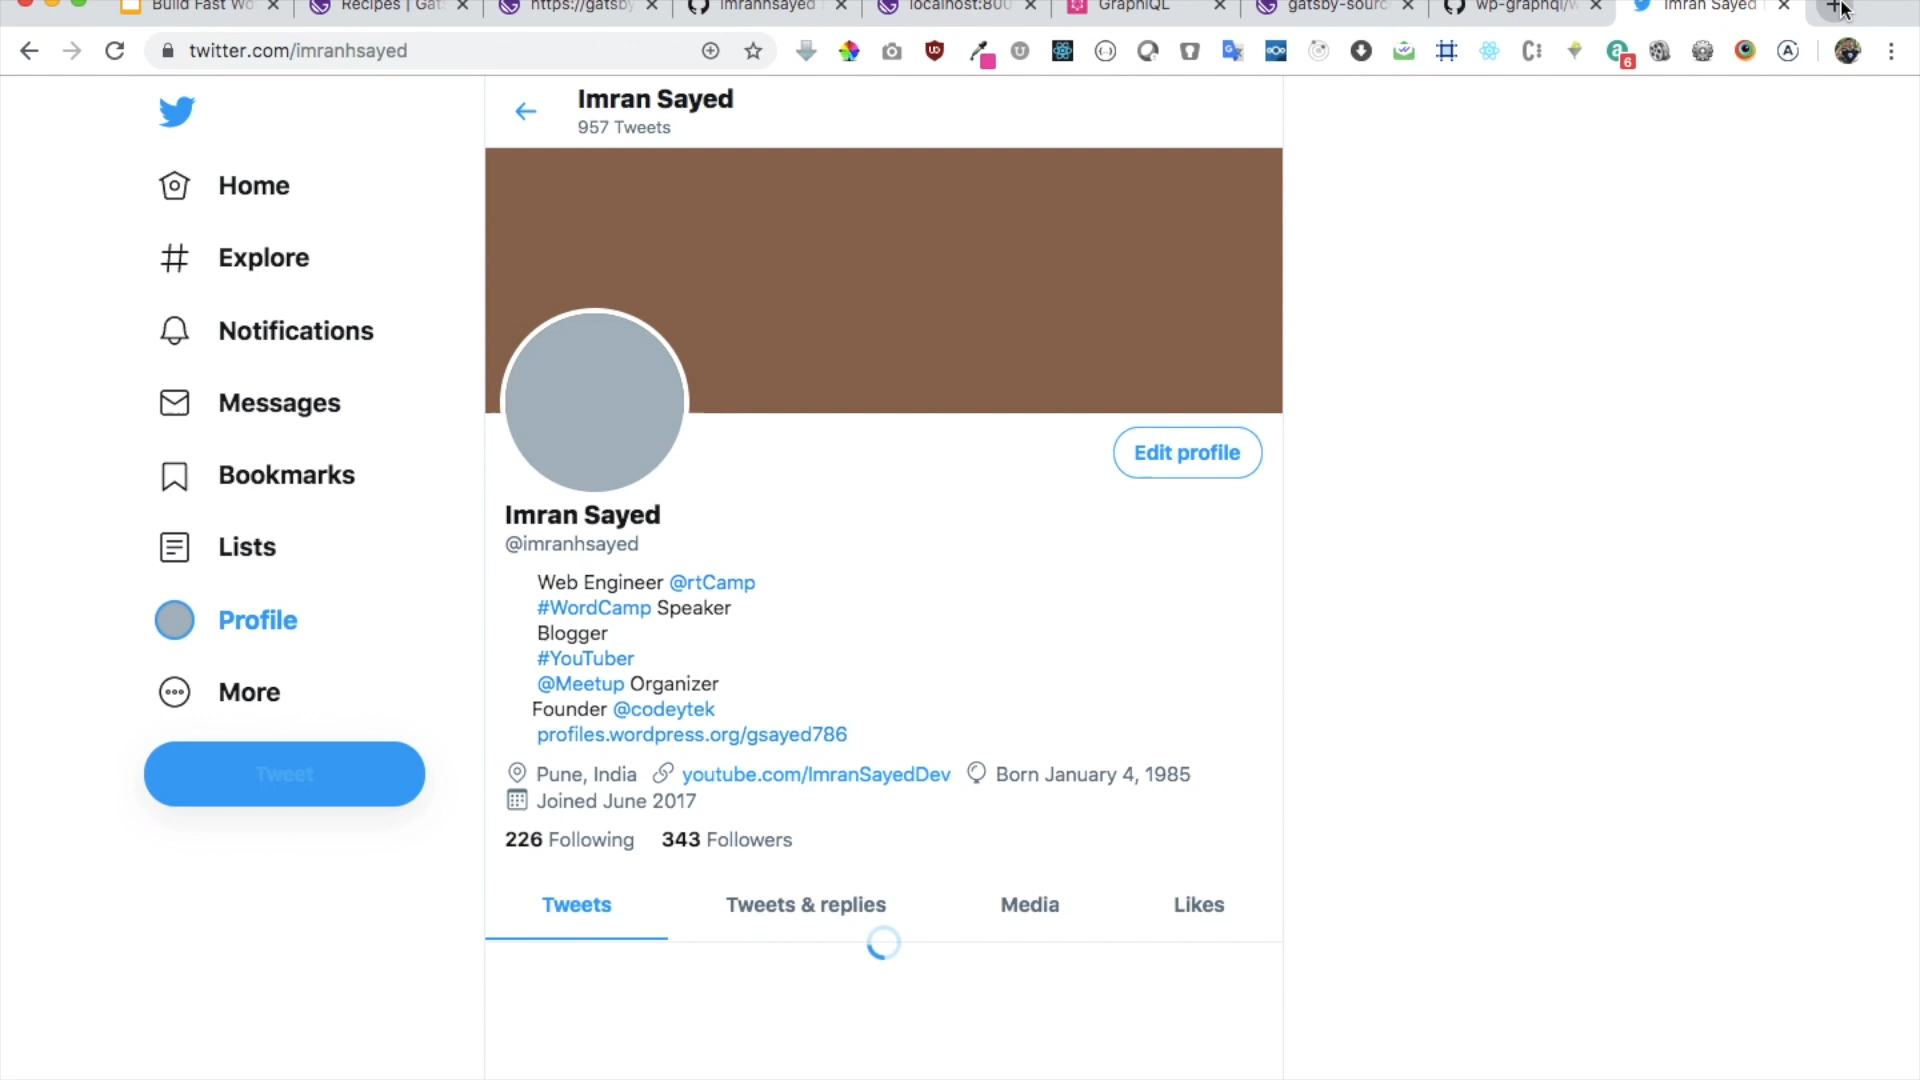 Build Fast Wo
Recipes | Gat
https://gatsby
imranhsayed
localhost:800
GraphiQL
gatsby-sourc
wp-graphql/w
Imran Sayed
twitter.com/imranhsayed
6
Imran Sayed
957 Tweets
Home
Explore
Notifications
Messages
Bookmarks
Lists
Profile
More
Tweet
Edit profile
Imran Sayed
@imranhsayed
Web Engineer @rtCamp
#WordCamp Speaker
Blogger
#YouTuber
@Meetup Organizer
Founder @codeytek
profiles.wordpress.org/gsayed786
Pune, India youtube.com/ImranSayedDev Born January 4, 1985
Joined June 2017
226 Following 343 Followers
Tweets Tweets & replies Media Likes